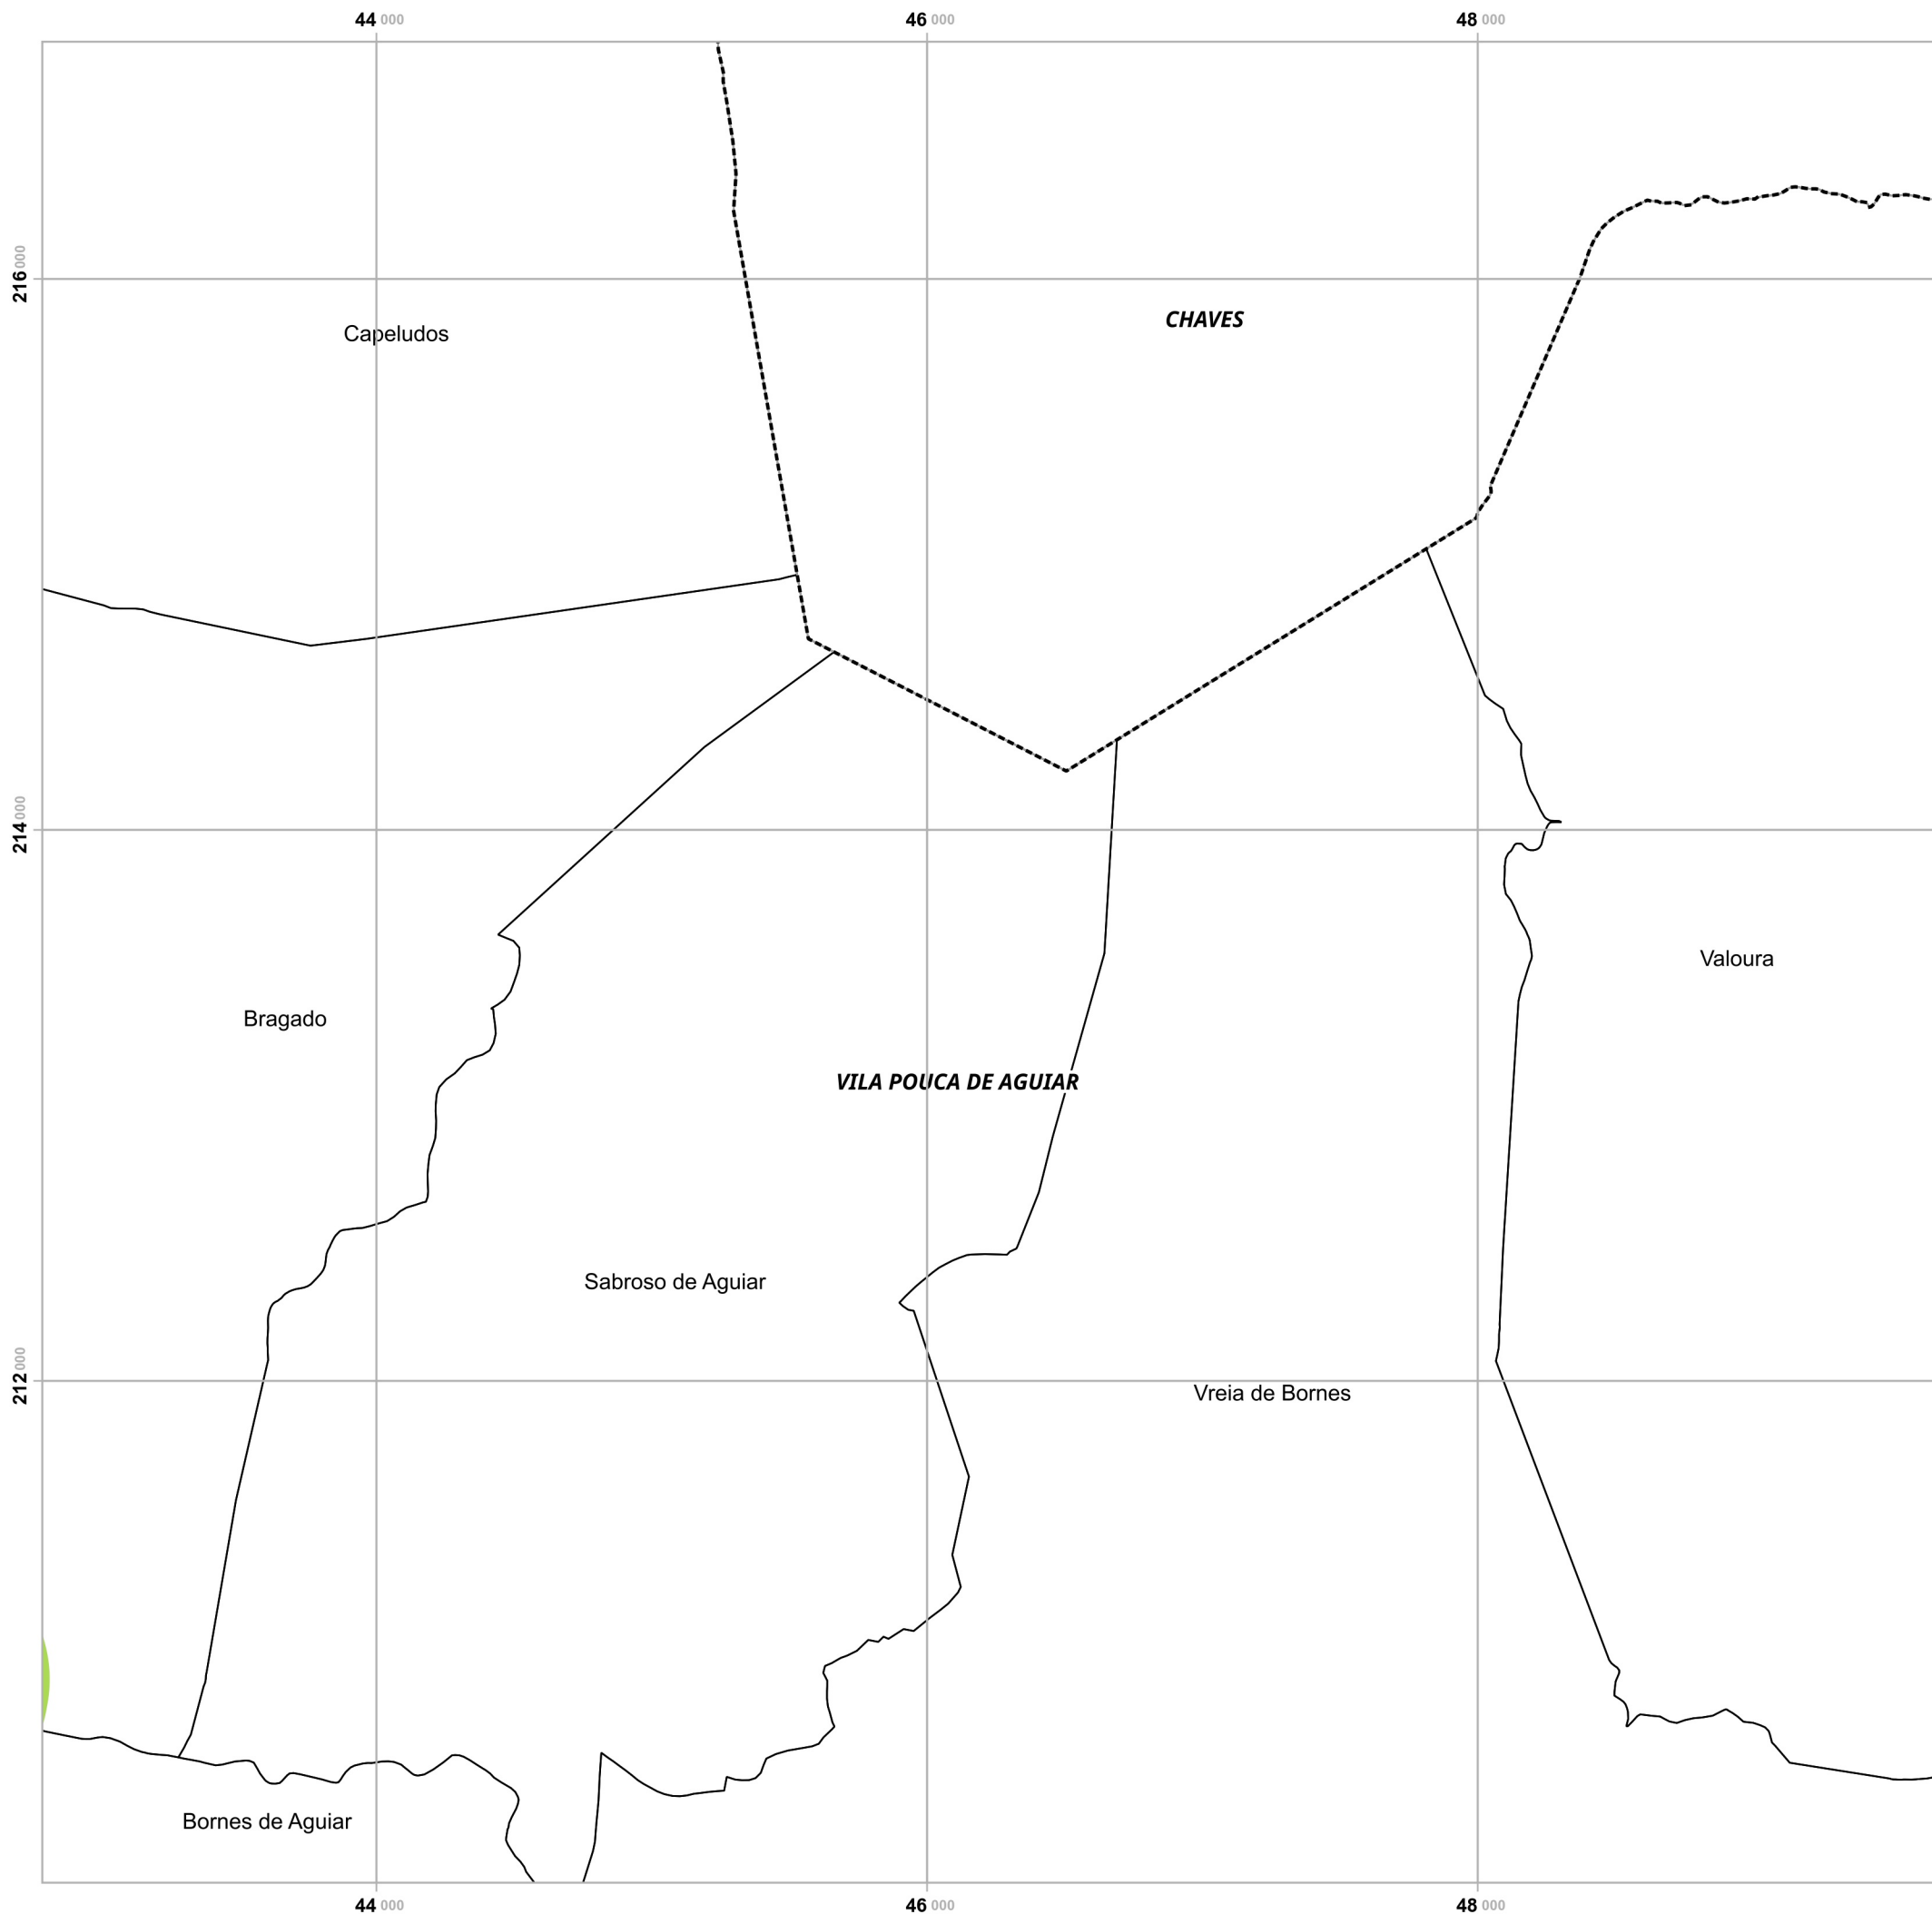 44 000 46 000 48 000
216 000
CHAVES
Capeludos
214 000
Valoura
Bragado
VILA POUCA DE AGUIAR
Sabroso de Aguiar
212 000
Vreia de Bornes
Bornes de Aguiar
44 000 46 000 48 000